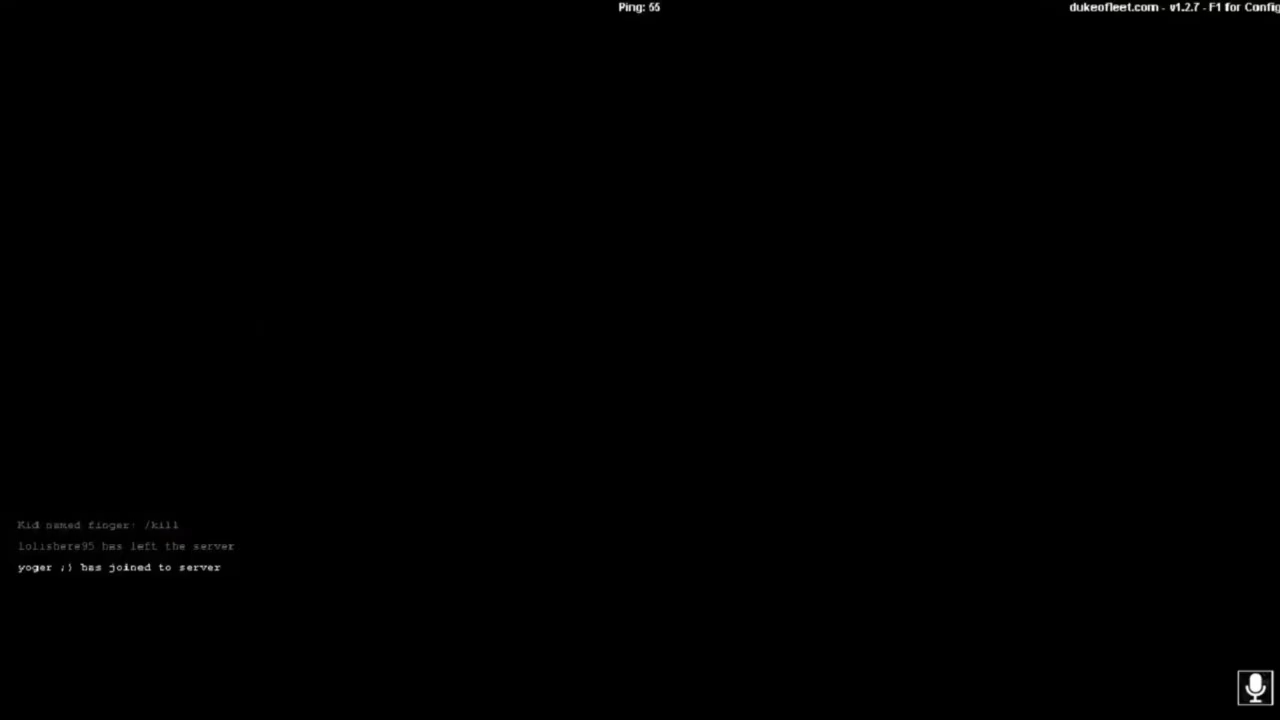 Ping: 55
dukeofleet.com - v1.2.7 - F1 for Config
Kid named finger: /kill
lolishere95 has left the server
yoger ;) has joined to server